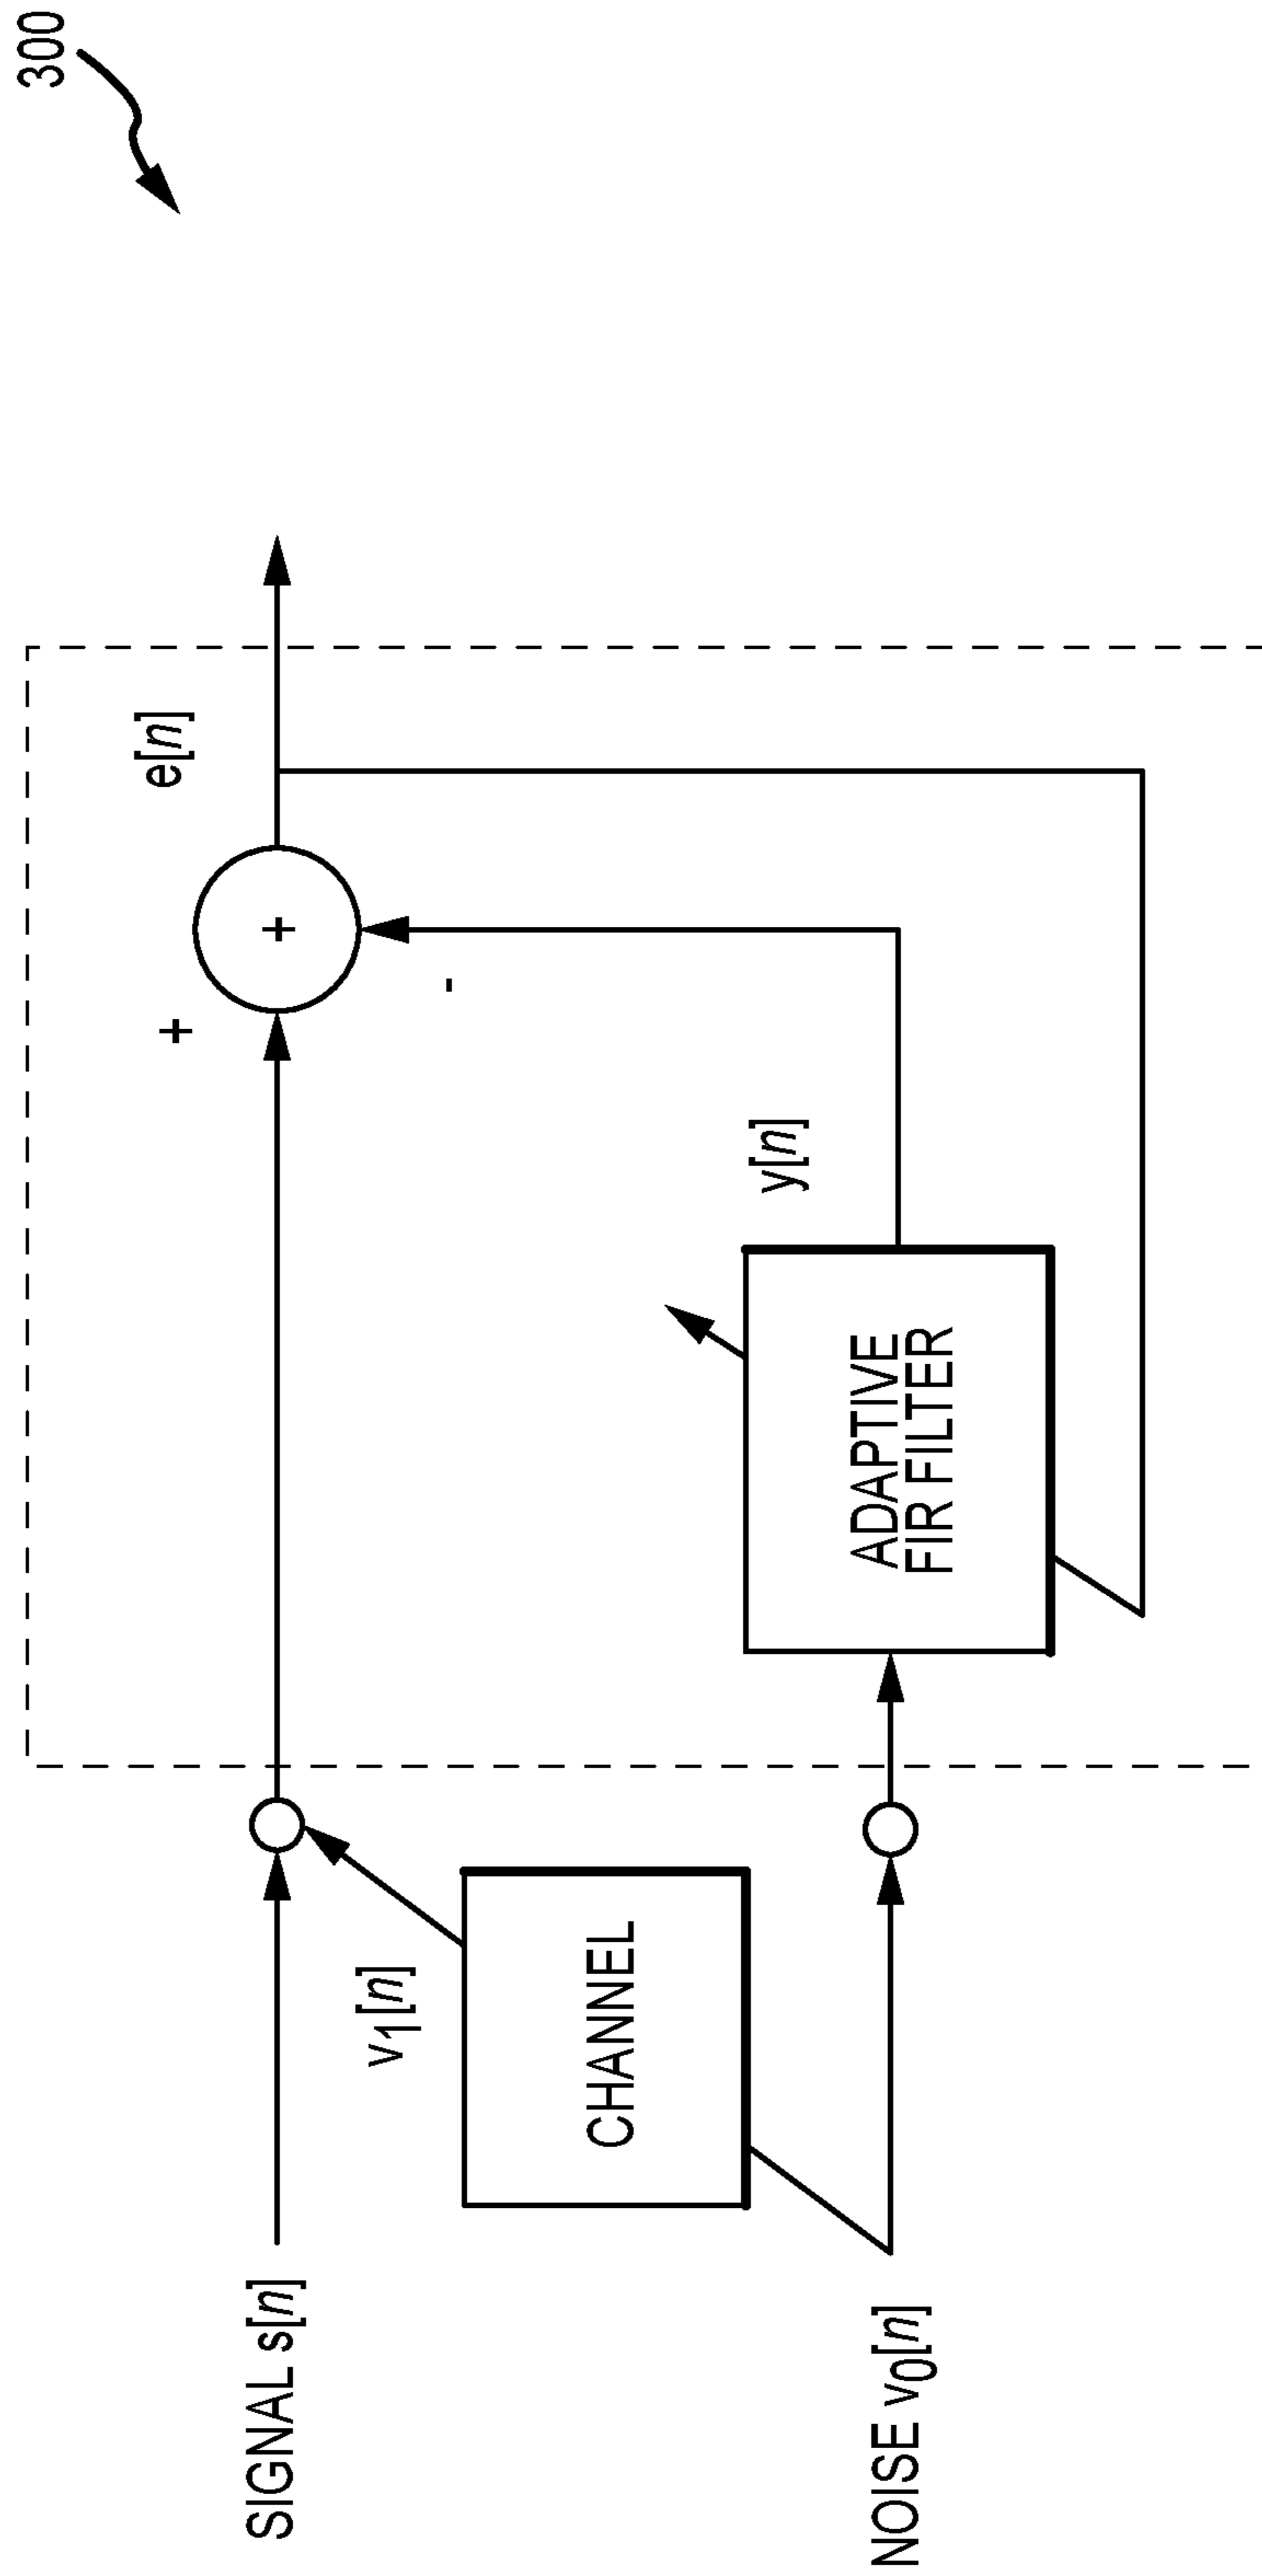 300
e[n]
+
+
-
y[n]
ADAPTIVE
FIR FILTER
v1[n]
CHANNEL
SIGNAL s[n]
NOISE v0[n]